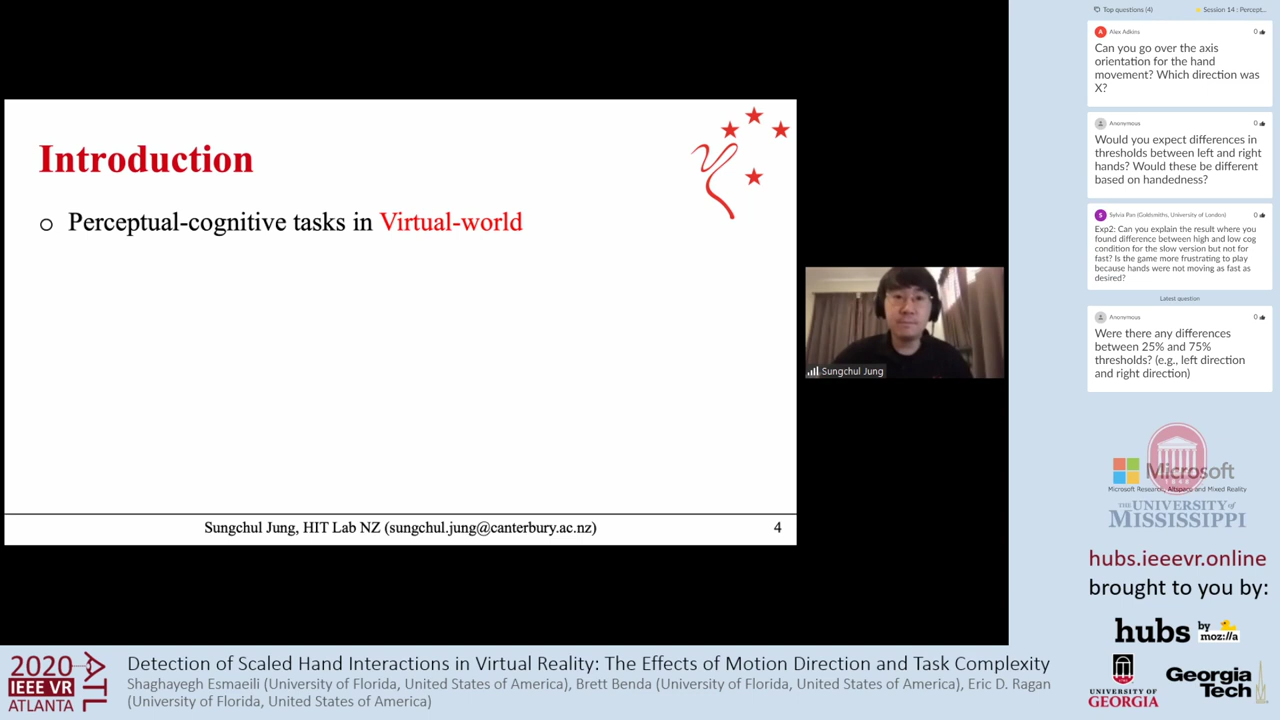 Introduction
o Perceptual-cognitive tasks in Virtual-world
Sungchul Jung, HIT Lab NZ (sungchul.jung@canterbury.ac.nz)
4
Sungchul Jung
Top questions (4)
Session 14 : Percept...
A
Alex Adkins
0
Can you go over the axis
orientation for the hand
movement? Which direction was
X?
Anonymous
0
Would you expect differences in
thresholds between left and right
hands? Would these be different
based on handedness?
S
Sylvia Pan (Goldsmiths, University of London)
0
Exp2: Can you explain the result where you
found difference between high and low cog
condition for the slow version but not for
fast? Is the game more frustrating to play
because hands were not moving as fast as
desired?
Latest question
Anonymous
0
Were there any differences
between 25% and 75%
thresholds? (e.g., left direction
and right direction)
Microsoft
Microsoft Research, Altspace and Mixed Reality
THE UNIVERSITY of
MISSISSIPPI
hubs.ieeevr.online
brought to you by:
hubs by moz://a
UNIVERSITY OF
GEORGIA
Georgia
Tech
2020
IEEE VR
ATLANTA
ATL
Detection of Scaled Hand Interactions in Virtual Reality: The Effects of Motion Direction and Task Complexity
Shaghayegh Esmaeili (University of Florida, United States of America), Brett Benda (University of Florida, United States of America), Eric D. Ragan
(University of Florida, United States of America)